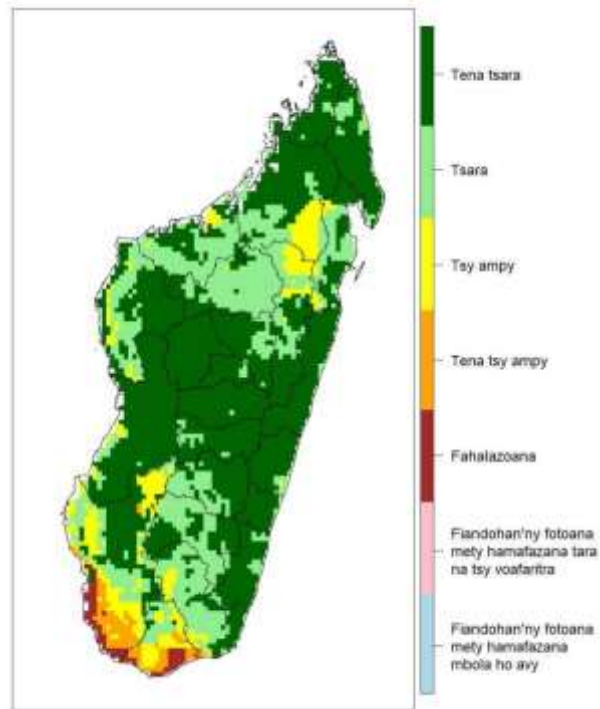 Tena tsara
Tsara
Tsy ampy
Tena tsy ampy
Fahalazoana
Fiandohan'ny fotoana
mety hamafazana tara
na tsy voafaritra
Fiandohan'ny fotoana
mety hamafazana
mbola ho avy